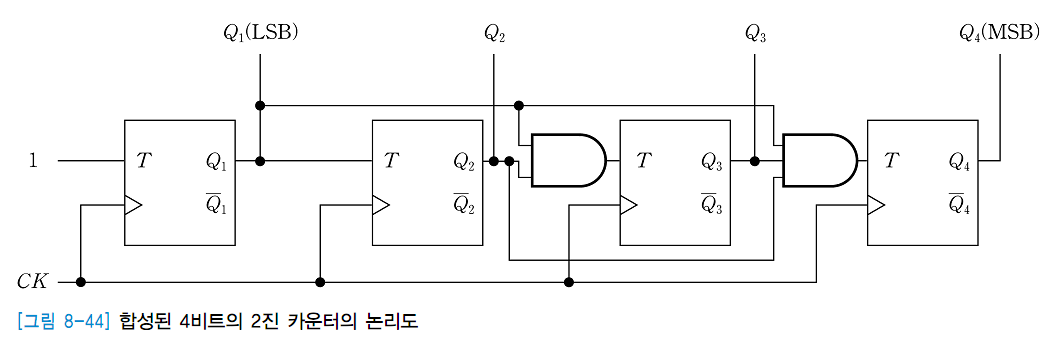 Q₁(LSB) Q₂ Q₃ Q₄(MSB)
1 T Q₁ T Q₂ T Q₃ T Q₄
Q̅₁ Q̅₂ Q̅₃ Q̅₄
CK
[그림 8-44] 합성된 4비트의 2진 카운터의 논리도